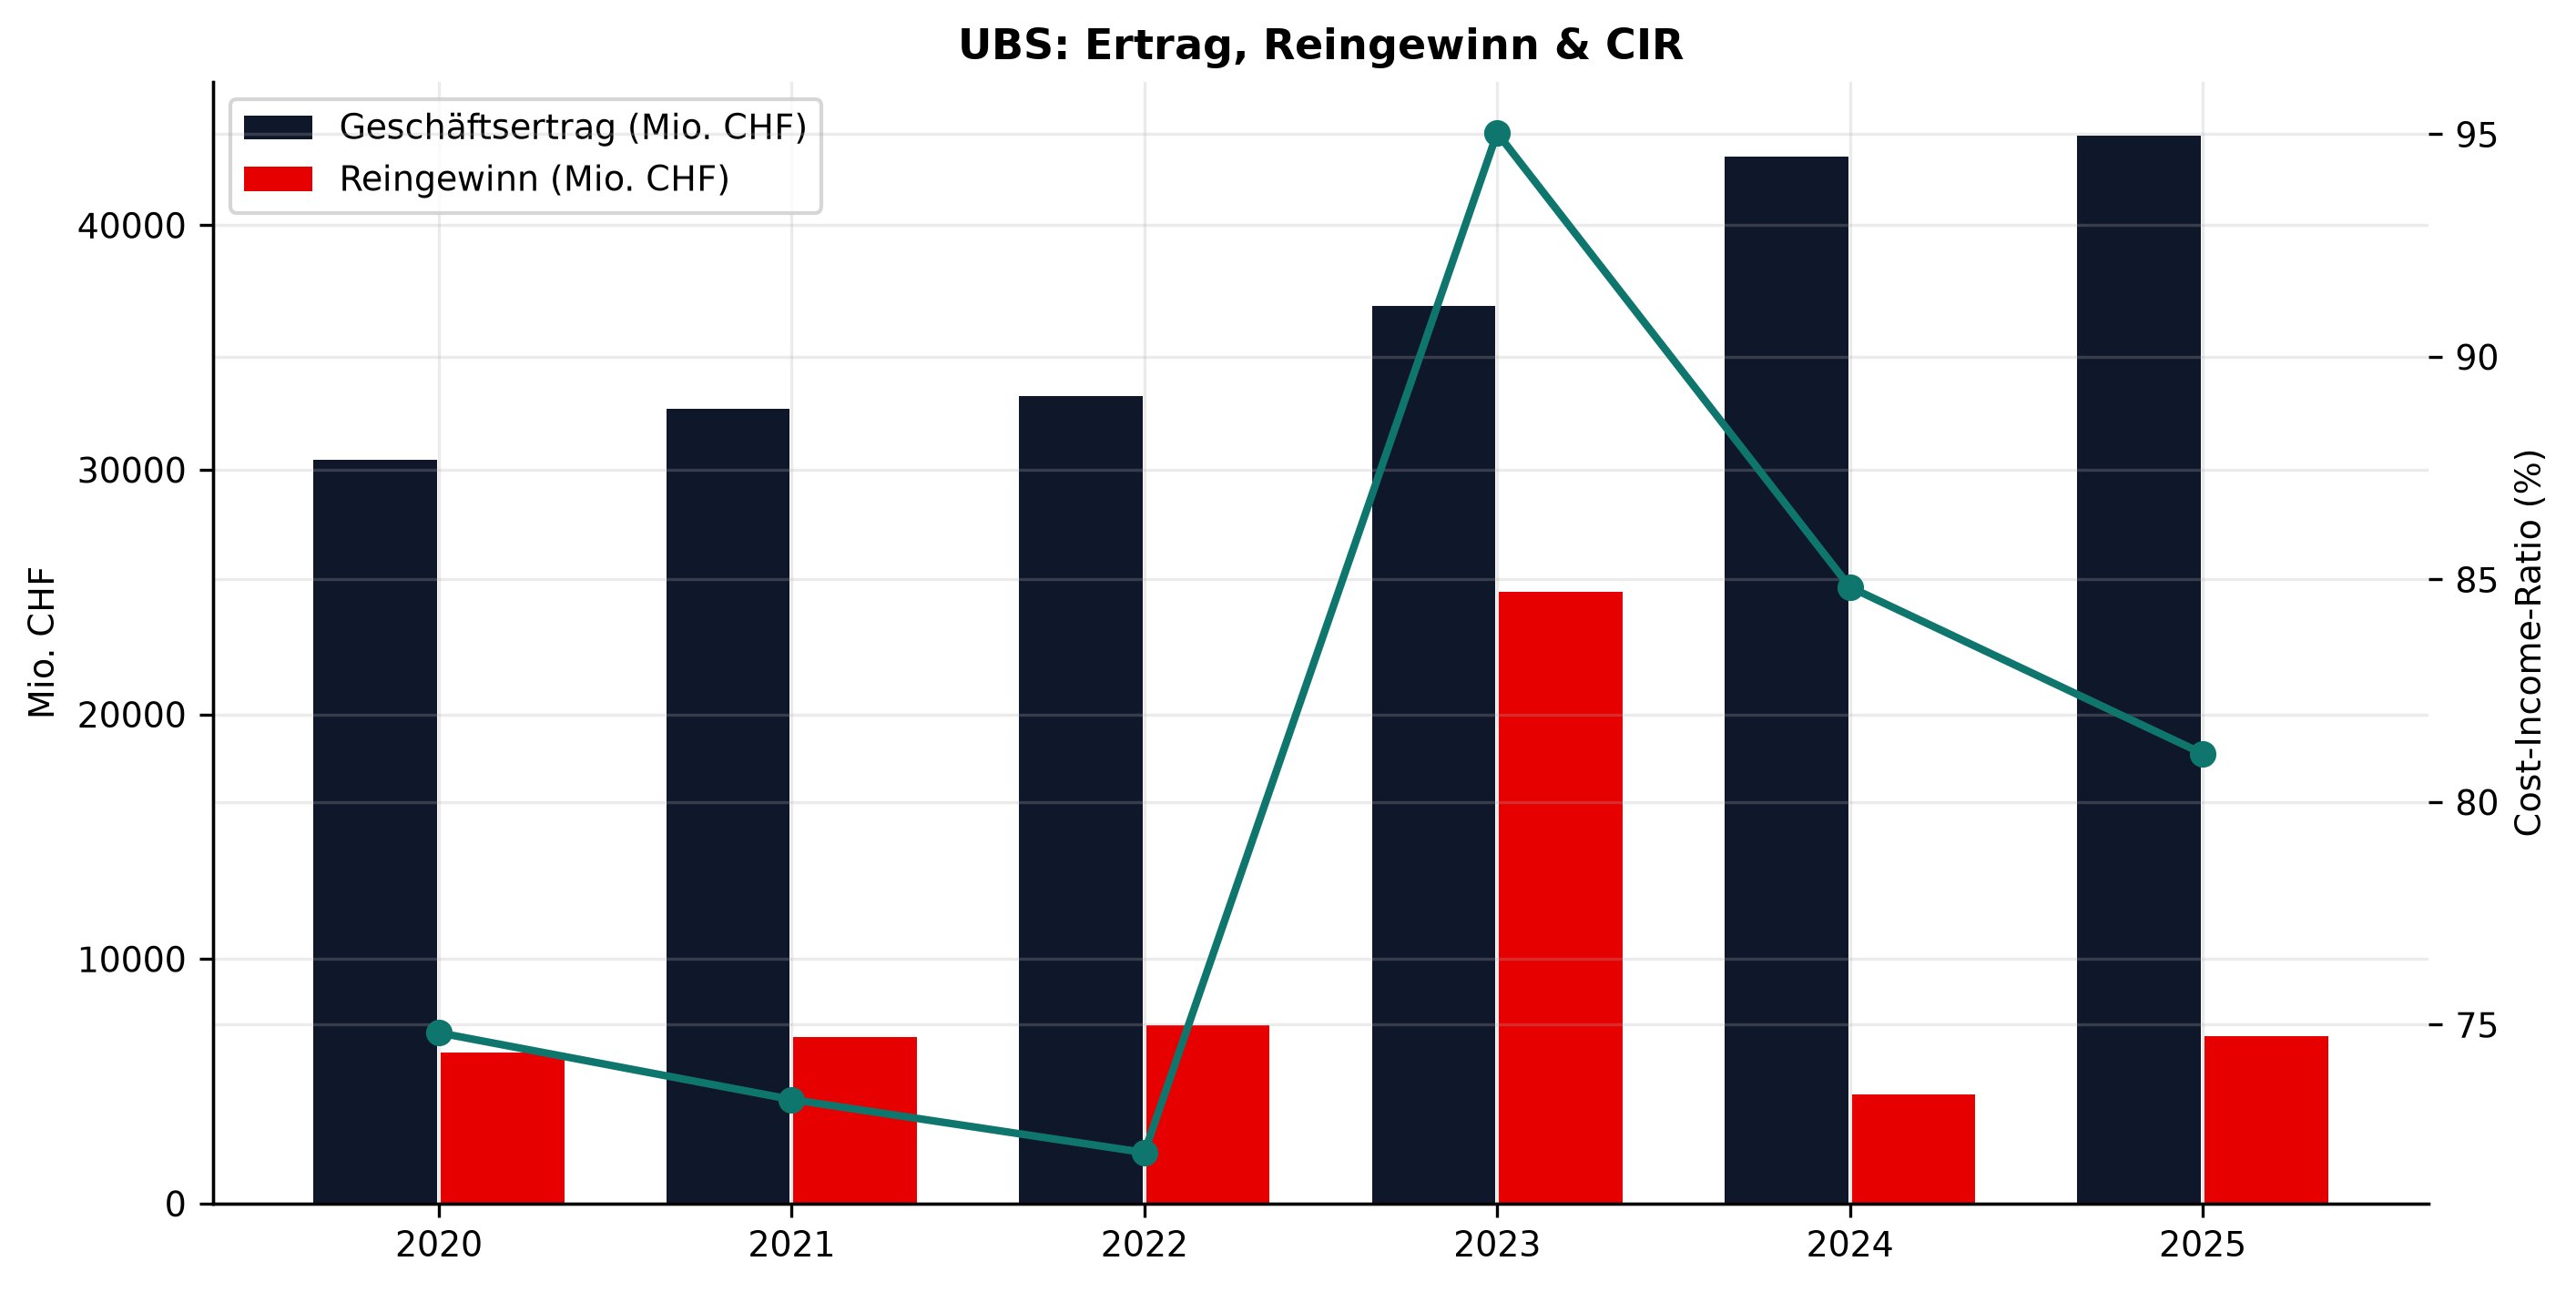 UBS: Ertrag, Reingewinn & CIR
Geschäftsertrag (Mio. CHF)
Reingewinn (Mio. CHF)
Mio. CHF
40000
30000
20000
10000
0
95
90
85
80
75
Cost-Income-Ratio (%)
2020 2021 2022 2023 2024 2025